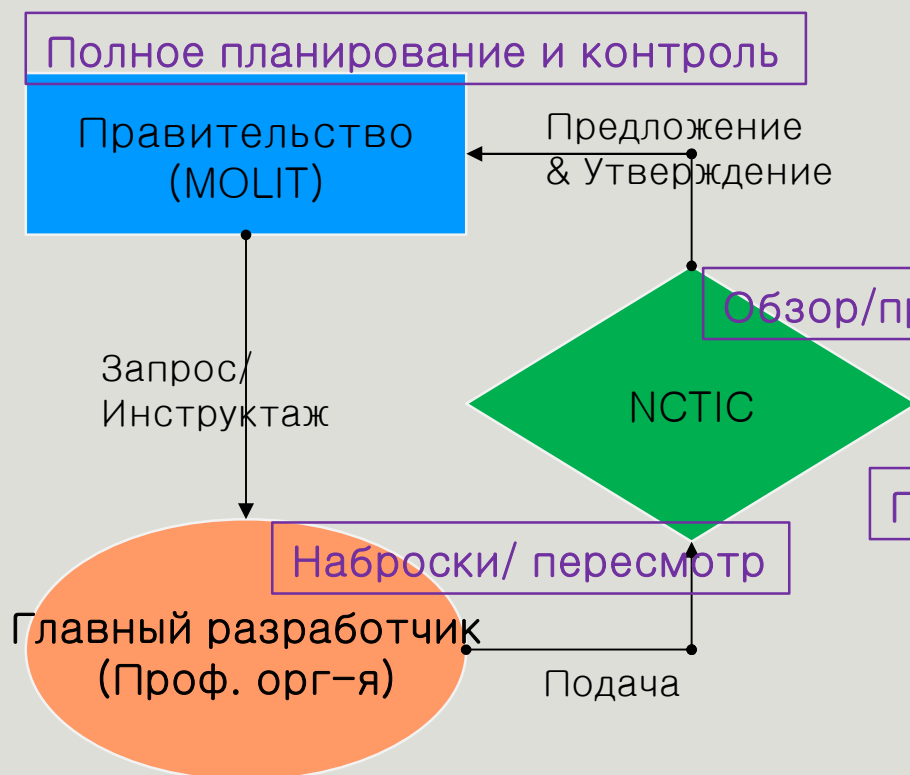 Полное планирование и контроль
Правительство
(MOLIT)
Предложение
& Утверждение
Запрос/
Инструктаж
NCTIC
Наброски/ пересмотр
Главный разработчик
(Проф. орг-я)
Подача